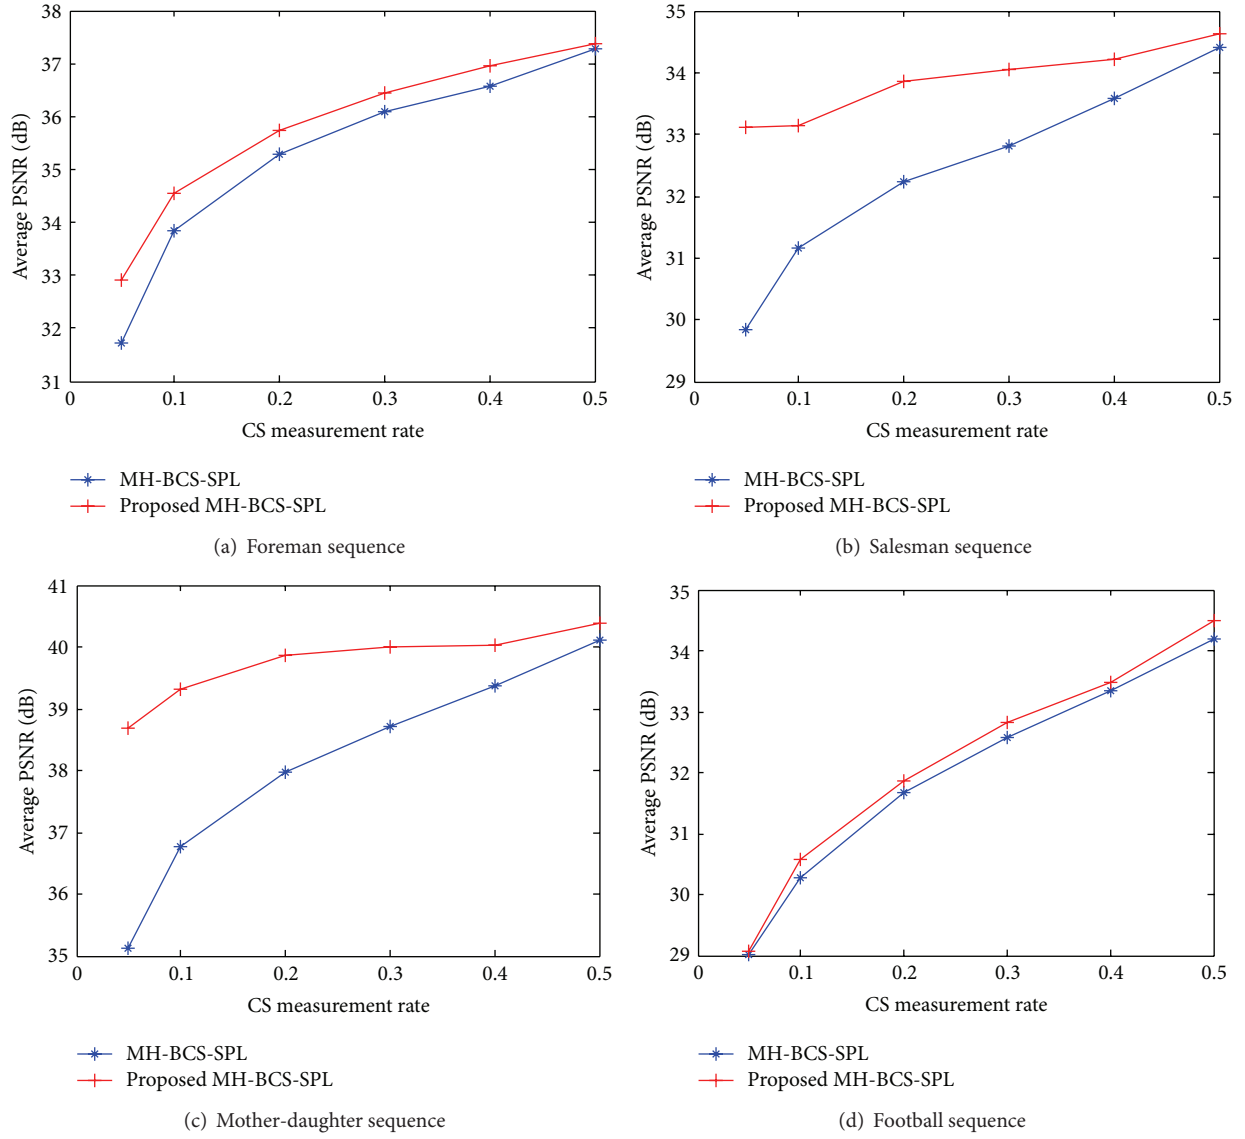 38
37
36
35
34
33
32
31
Average PSNR (dB)
0 0.1 0.2 0.3 0.4 0.5
CS measurement rate
MH-BCS-SPL
Proposed MH-BCS-SPL
(a) Foreman sequence
35
34
33
32
31
30
29
Average PSNR (dB)
0 0.1 0.2 0.3 0.4 0.5
CS measurement rate
MH-BCS-SPL
Proposed MH-BCS-SPL
(b) Salesman sequence
41
40
39
38
37
36
35
Average PSNR (dB)
0 0.1 0.2 0.3 0.4 0.5
CS measurement rate
MH-BCS-SPL
Proposed MH-BCS-SPL
(c) Mother-daughter sequence
35
34
33
32
31
30
29
Average PSNR (dB)
0 0.1 0.2 0.3 0.4 0.5
CS measurement rate
MH-BCS-SPL
Proposed MH-BCS-SPL
(d) Football sequence